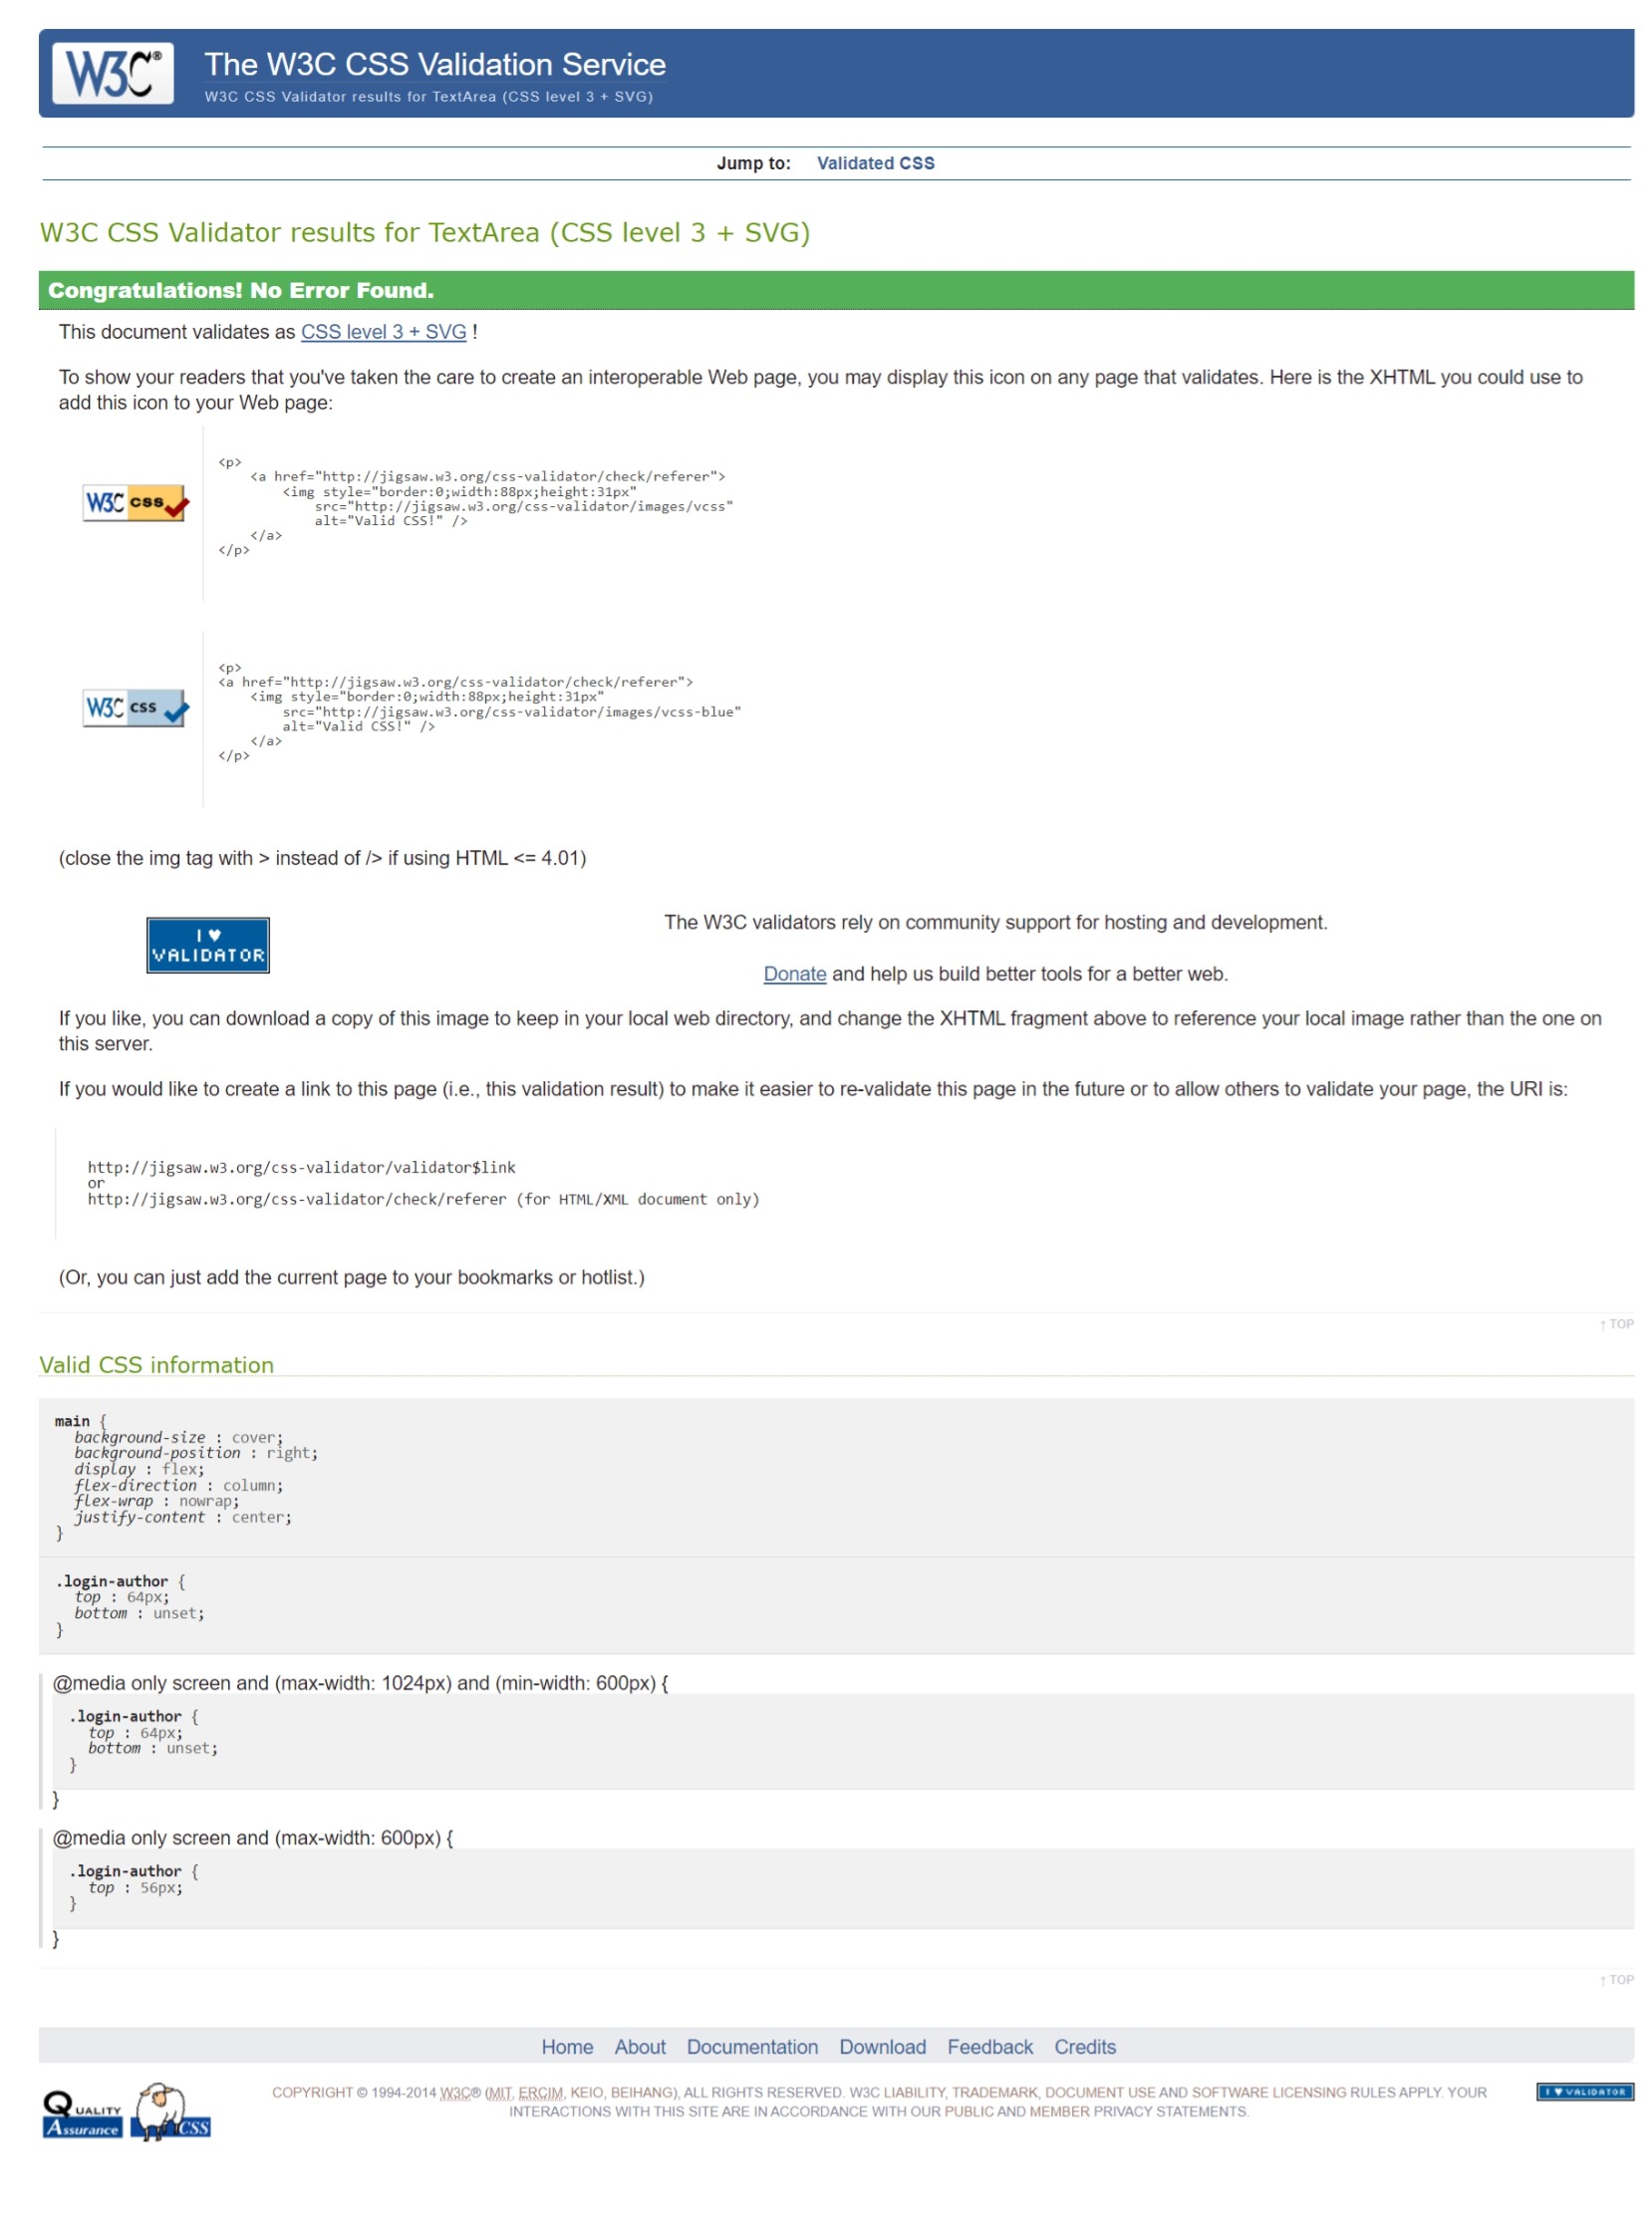 W3C®
The W3C CSS Validation Service
W3C CSS Validator results for TextArea (CSS level 3 + SVG)
Jump to: Validated CSS
W3C CSS Validator results for TextArea (CSS level 3 + SVG)
Congratulations! No Error Found.
This document validates as CSS level 3 + SVG !
To show your readers that you've taken the care to create an interoperable Web page, you may display this icon on any page that validates. Here is the XHTML you could use to
add this icon to your Web page:
W3C css
<p>
<a href="http://jigsaw.w3.org/css-validator/check/referer">
<img style="border:0;width:88px;height:31px"
src="http://jigsaw.w3.org/css-validator/images/vcss"
alt="Valid CSS!" />
</a>
</p>
W3C css
<p>
<a href="http://jigsaw.w3.org/css-validator/check/referer">
<img style="border:0;width:88px;height:31px"
src="http://jigsaw.w3.org/css-validator/images/vcss-blue"
alt="Valid CSS!" />
</a>
</p>
(close the img tag with > instead of /> if using HTML <= 4.01)
I ♥
VALIDATOR
The W3C validators rely on community support for hosting and development.
Donate and help us build better tools for a better web.
If you like, you can download a copy of this image to keep in your local web directory, and change the XHTML fragment above to reference your local image rather than the one on
this server.
If you would like to create a link to this page (i.e., this validation result) to make it easier to re-validate this page in the future or to allow others to validate your page, the URI is:
http://jigsaw.w3.org/css-validator/validator$link
or
http://jigsaw.w3.org/css-validator/check/referer (for HTML/XML document only)
(Or, you can just add the current page to your bookmarks or hotlist.)
↑ TOP
Valid CSS information
main {
background-size : cover;
background-position : right;
display : flex;
flex-direction : column;
flex-wrap : nowrap;
justify-content : center;
}
.login-author {
top : 64px;
bottom : unset;
}
@media only screen and (max-width: 1024px) and (min-width: 600px) {
.login-author {
top : 64px;
bottom : unset;
}
}
@media only screen and (max-width: 600px) {
.login-author {
top : 56px;
}
}
↑ TOP
Home About Documentation Download Feedback Credits
QUALITY
Assurance
CSS
COPYRIGHT © 1994-2014 W3C® (MIT, ERCIM, KEIO, BEIHANG), ALL RIGHTS RESERVED. W3C LIABILITY, TRADEMARK, DOCUMENT USE AND SOFTWARE LICENSING RULES APPLY. YOUR
INTERACTIONS WITH THIS SITE ARE IN ACCORDANCE WITH OUR PUBLIC AND MEMBER PRIVACY STATEMENTS.
I ♥ VALIDATOR